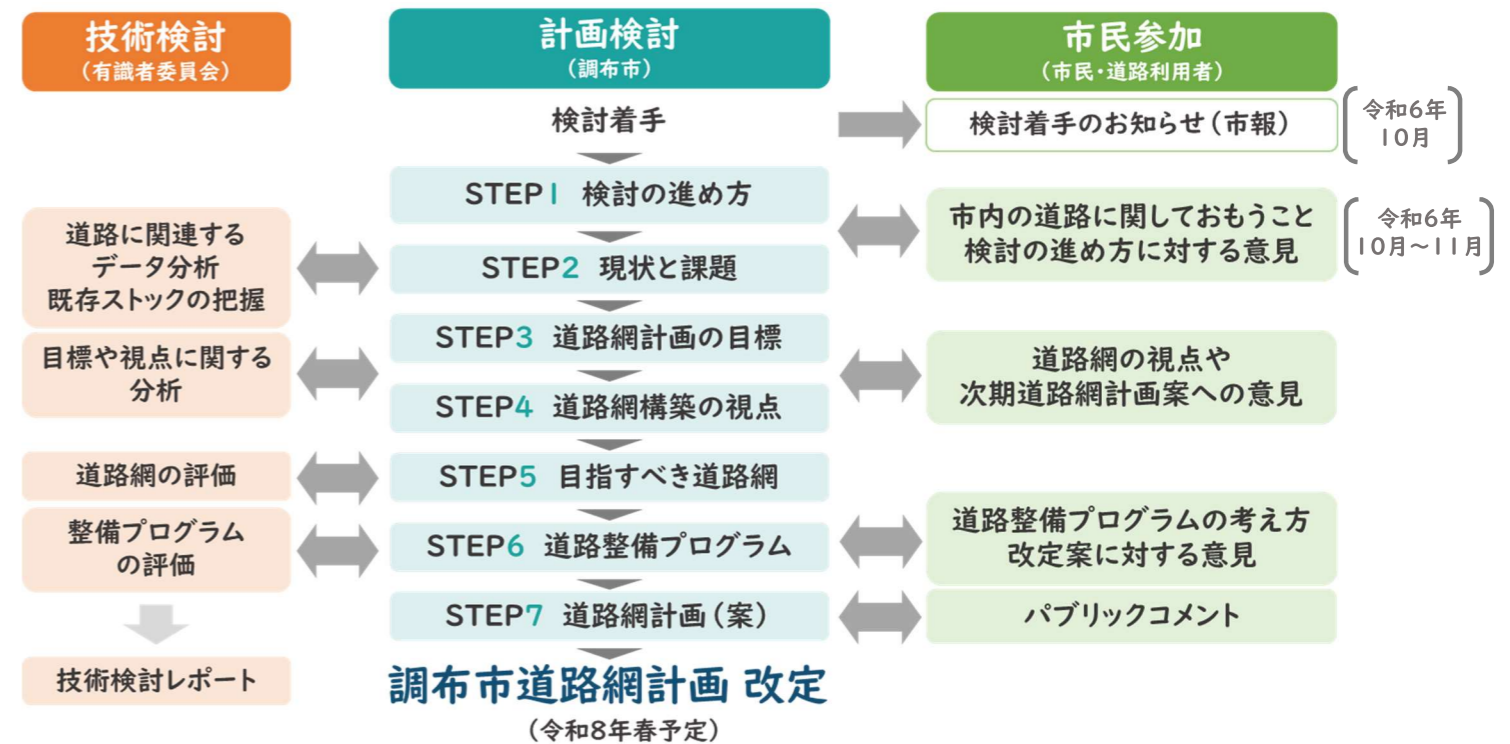 技術検討
（有識者委員会）
計画検討
（調布市）
市民参加
（市民・道路利用者）
検討着手
検討着手のお知らせ（市報）
令和6年
10月
STEP1 検討の進め方
市内の道路に関しておもうこと
検討の進め方に対する意見
令和6年
10月～11月
道路に関連する
データ分析
既存ストックの把握
STEP2 現状と課題
STEP3 道路網計画の目標
目標や視点に関する
分析
道路網の視点や
次期道路網計画案への意見
STEP4 道路網構築の視点
道路網の評価
STEP5 目指すべき道路網
整備プログラム
の評価
STEP6 道路整備プログラム
道路整備プログラムの考え方
改定案に対する意見
STEP7 道路網計画（案）
パブリックコメント
技術検討レポート
調布市道路網計画 改定
（令和8年春予定）